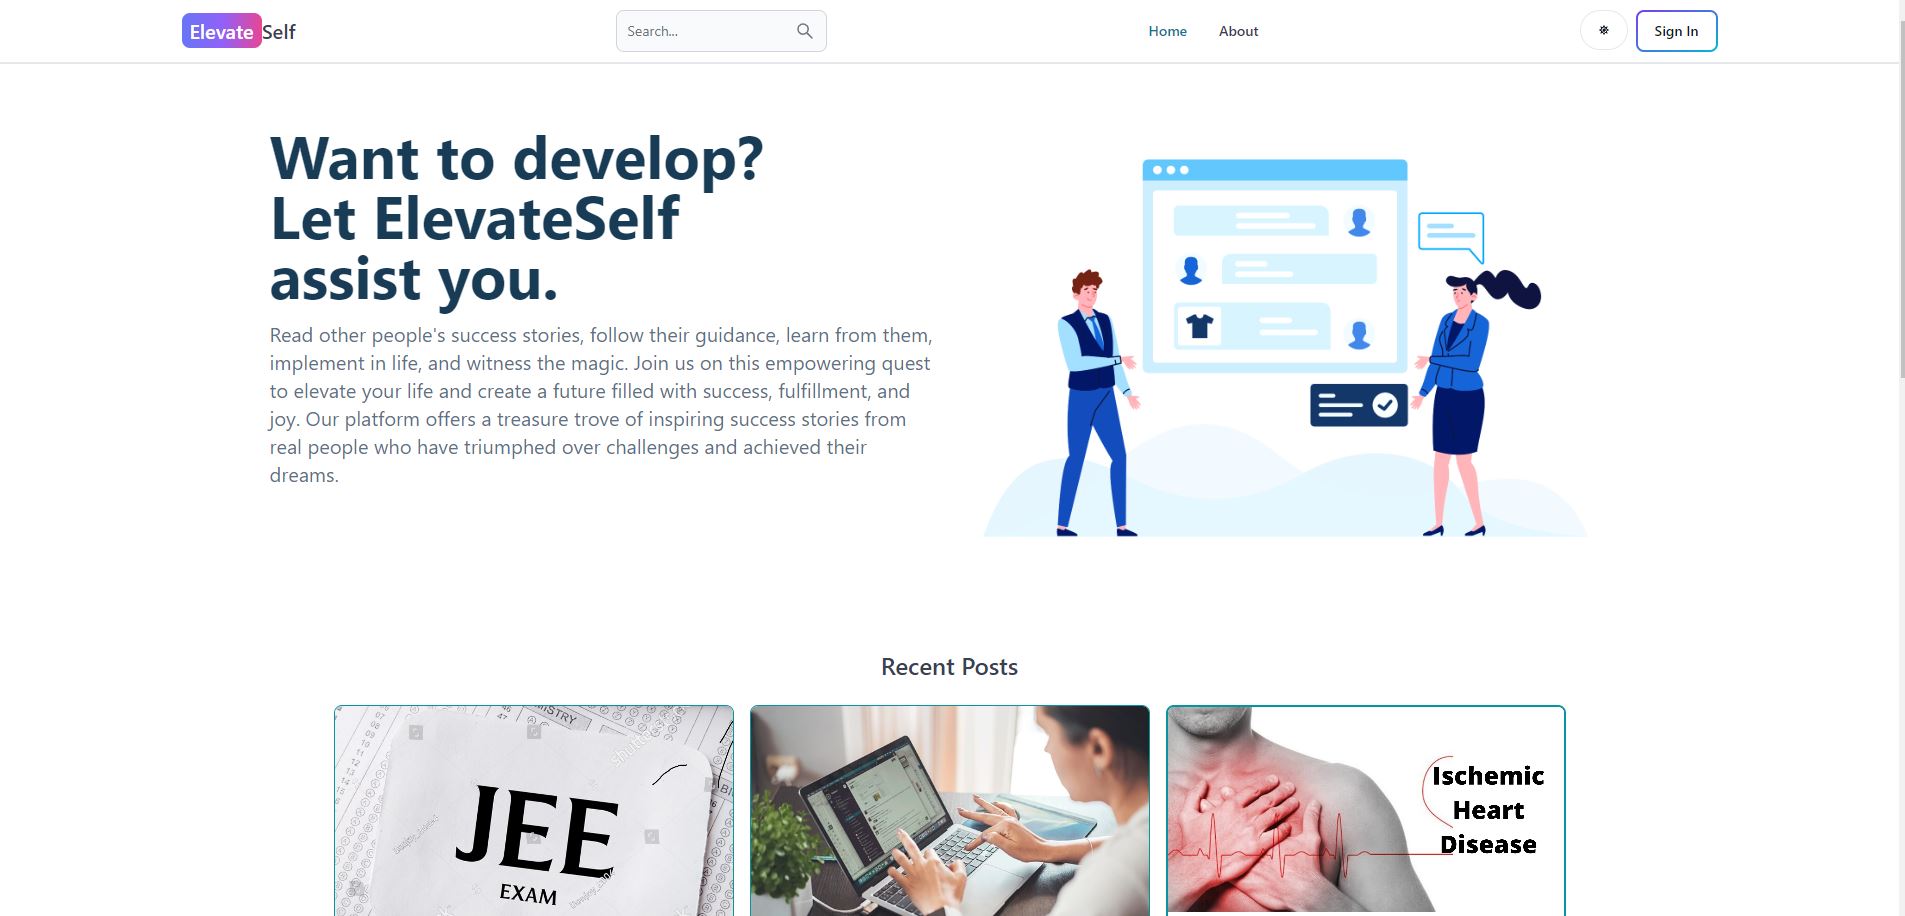 ElevateSelf
Search...
Home
About
Sign In
Want to develop?
Let ElevateSelf
assist you.
Read other people's success stories, follow their guidance, learn from them,
implement in life, and witness the magic. Join us on this empowering quest
to elevate your life and create a future filled with success, fulfillment, and
joy. Our platform offers a treasure trove of inspiring success stories from
real people who have triumphed over challenges and achieved their
dreams.
Recent Posts
JEE
EXAM
Ischemic
Heart
Disease